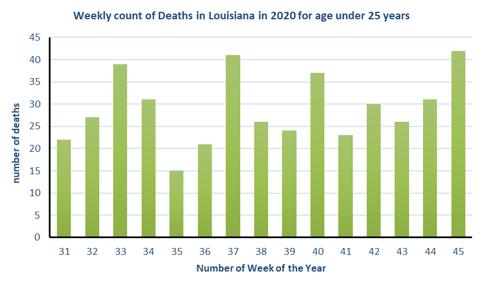 Weekly count of Deaths in Louisiana in 2020 for age under 25 years
45
40
35
30
25
20
15
10
5
0
number of deaths
31 32 33 34 35 36 37 38 39 40 41 42 43 44 45
Number of Week of the Year